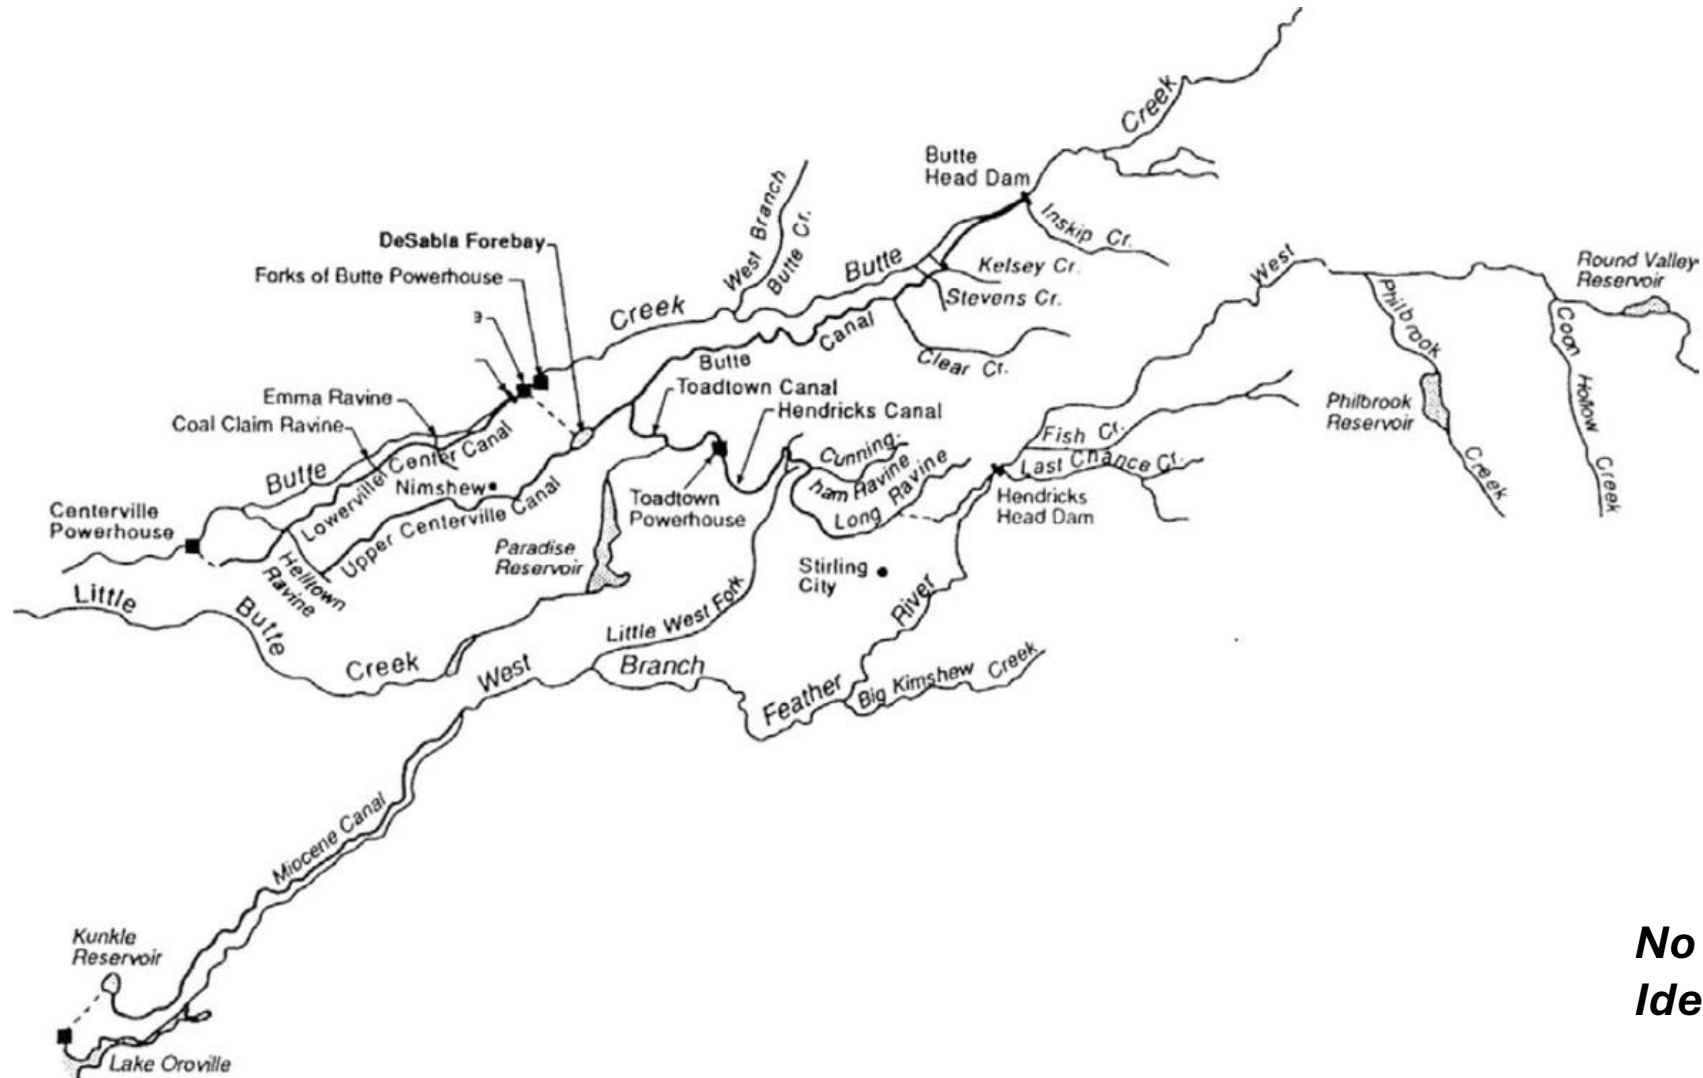 Creek
Butte
Head Dam
Inskip Cr.
West Branch
Butte Cr.
DeSabla Forebay
Forks of Butte Powerhouse
Butte
Kelsey Cr.
Stevens Cr.
Creek
Canal
Butte
Clear Cr.
West
Round Valley
Reservoir
Philbrook
Coon
Hollow
Creek
Philbrook
Reservoir
Creek
Emma Ravine
Coal Claim Ravine
Toadtown Canal
Hendricks Canal
Fish Cr.
Last Chance Cr.
Cunning-
ham Ravine
Long Ravine
Hendricks
Head Dam
Butte
Lowerville Center Canal
Nimshew
Upper Centerville Canal
Toadtown
Powerhouse
Centerville
Powerhouse
Helltown
Ravine
Paradise
Reservoir
Stirling
City
Little
Butte
Creek
Little West Fork
West
Branch
Feather
River
Big Kimshew Creek
Miocene Canal
Kunkle
Reservoir
Lake Oroville
No
Ide